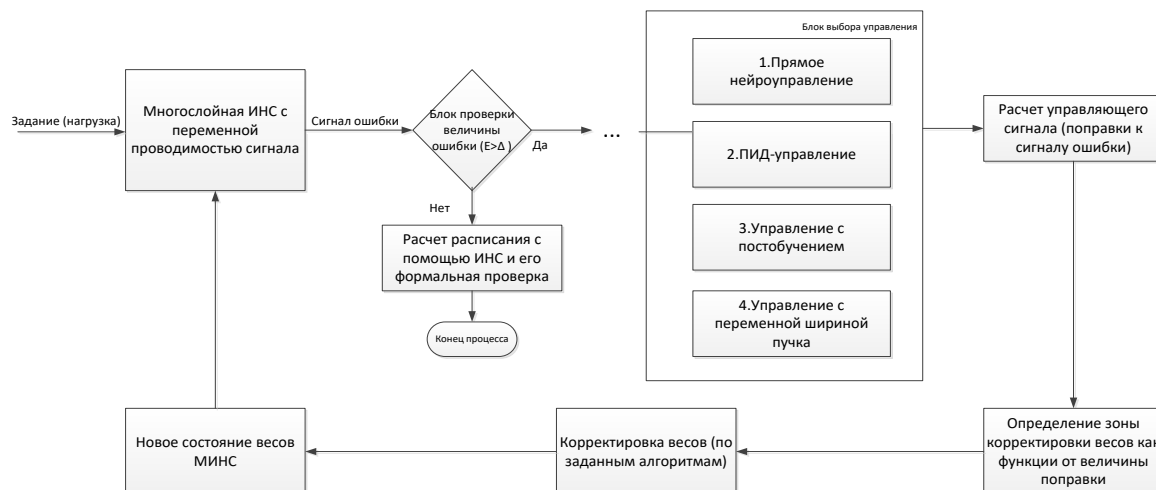 Блок выбора управления
1.Прямое
нейроуправление
Многослойная ИНС с
переменной
проводимостью сигнала
Задание (нагрузка)
Сигнал ошибки
Блок проверки
величины
ошибки (E>Δ )
Да
...
2.ПИД-управление
Расчет управляющего
сигнала (поправки к
сигналу ошибки)
Нет
Расчет расписания с
помощью ИНС и его
формальная проверка
3.Управление с
постобучением
Конец процесса
4.Управление с
переменной шириной
пучка
Новое состояние весов
МИНС
Корректировка весов (по
заданным алгоритмам)
Определение зоны
корректировки весов как
функции от величины
поправки